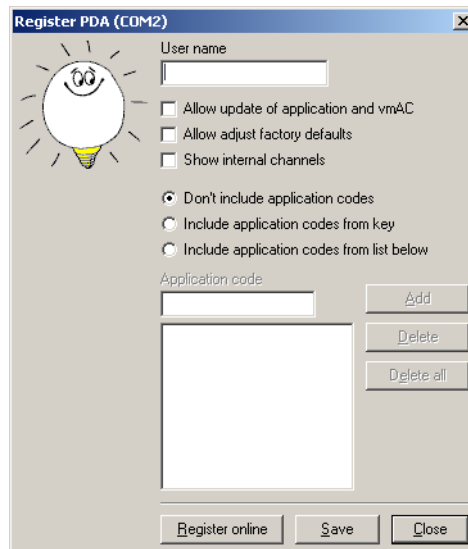 Register PDA (COM2)
User name
Allow update of application and vmAC
Allow adjust factory defaults
Show internal channels
Don't include application codes
Include application codes from key
Include application codes from list below
Application code
Add
Delete
Delete all
Register online
Save
Close